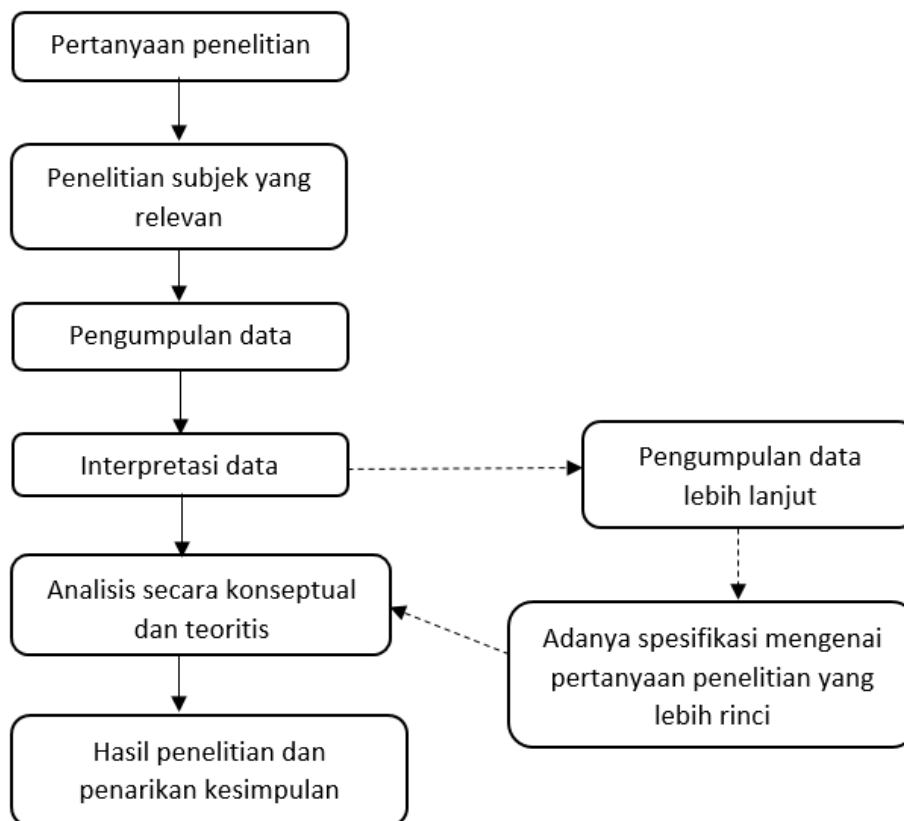 Pertanyaan penelitian
Penelitian subjek yang
relevan
Pengumpulan data
Interpretasi data
Pengumpulan data
lebih lanjut
Analisis secara konseptual
dan teoritis
Adanya spesifikasi mengenai
pertanyaan penelitian yang
lebih rinci
Hasil penelitian dan
penarikan kesimpulan